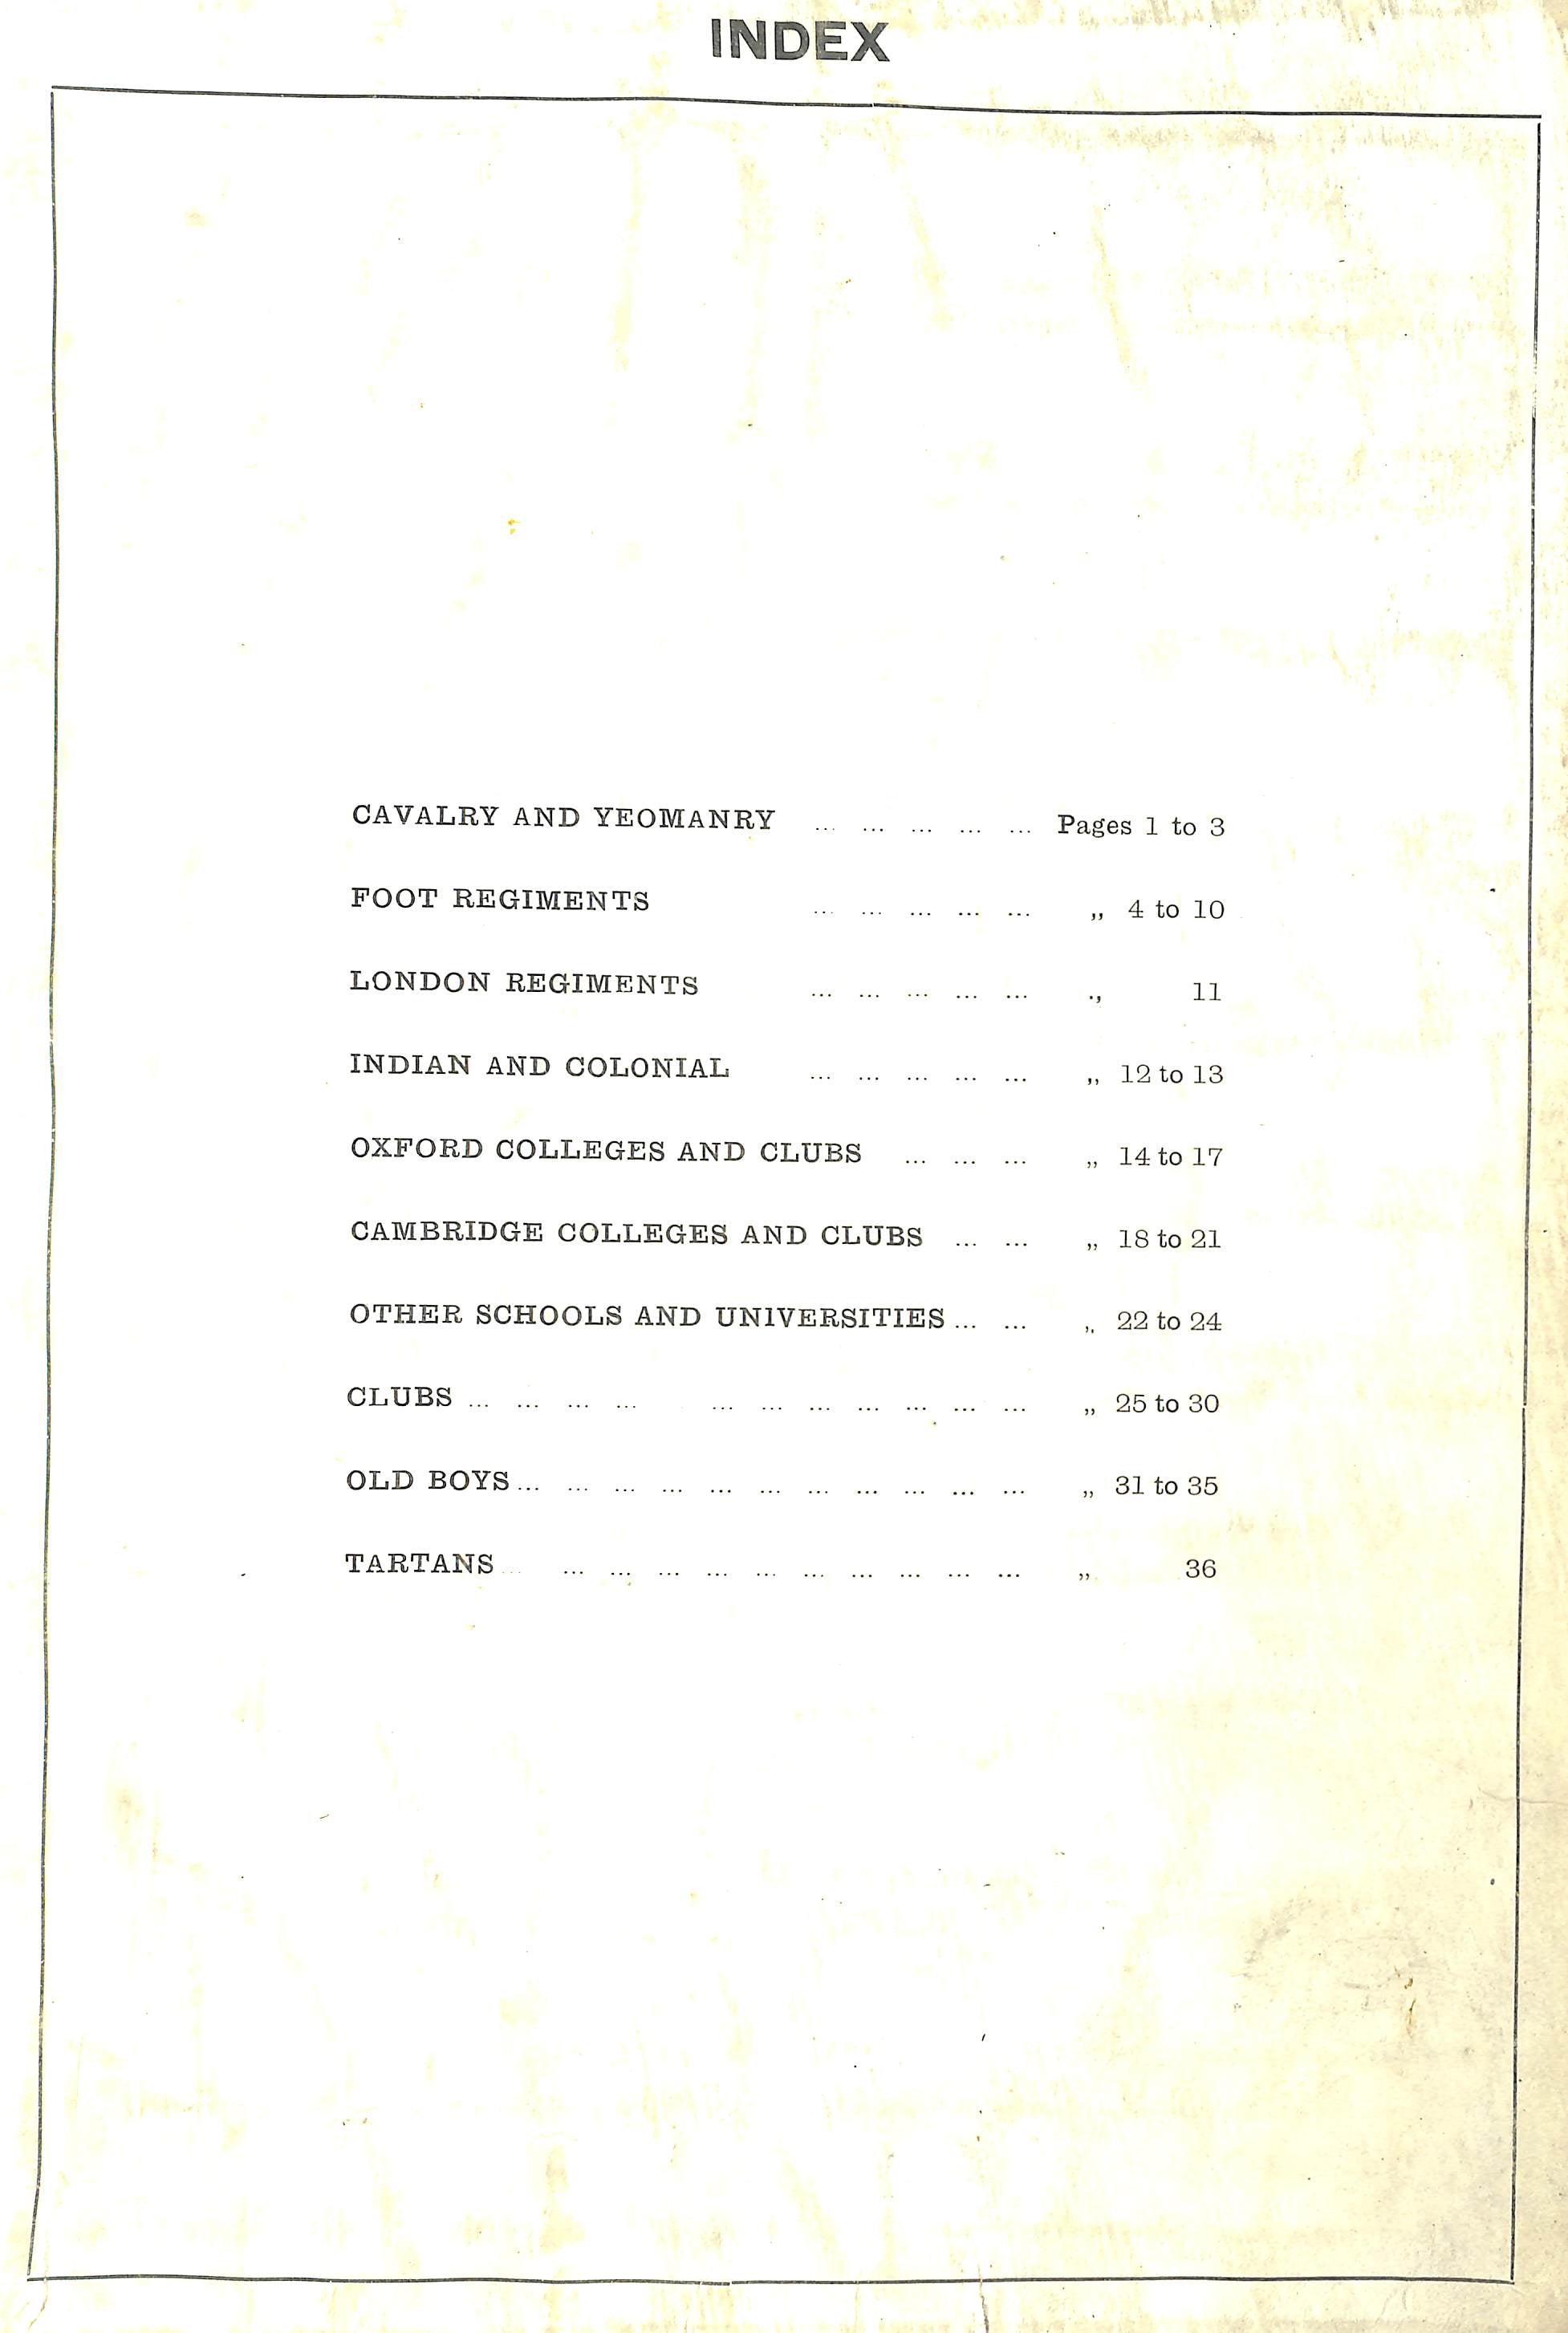 INDEX
CAVALRY AND YEOMANRY ... ... ... ... ... Pages 1 to 3
FOOT REGIMENTS ... ... ... ... ... „ 4 to 10
LONDON REGIMENTS ... ... ... ... ... „ 11
INDIAN AND COLONIAL ... ... ... ... ... „ 12 to 13
OXFORD COLLEGES AND CLUBS ... ... ... „ 14 to 17
CAMBRIDGE COLLEGES AND CLUBS ... ... „ 18 to 21
OTHER SCHOOLS AND UNIVERSITIES ... ... „ 22 to 24
CLUBS ... ... ... ... ... ... ... ... ... ... ... „ 25 to 30
OLD BOYS ... ... ... ... ... ... ... ... ... ... ... „ 31 to 35
TARTANS ... ... ... ... ... ... ... ... ... ... ... „ 36